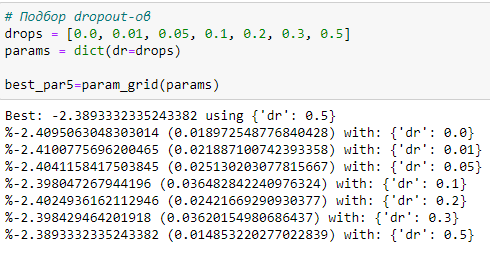 # Подбор dropout-ов
drops = [0.0, 0.01, 0.05, 0.1, 0.2, 0.3, 0.5]
params = dict(dr=drops)
best_par5=param_grid(params)
Best: -2.3893332335243382 using {'dr': 0.5}
%-2.4095063048303014 (0.018972548776840428) with: {'dr': 0.0}
%-2.4100775696200465 (0.021887100742393358) with: {'dr': 0.01}
%-2.4041158417503845 (0.025130203077815667) with: {'dr': 0.05}
%-2.398047267944196 (0.036482842240976324) with: {'dr': 0.1}
%-2.4024936162112946 (0.02421669290930377) with: {'dr': 0.2}
%-2.398429464201918 (0.03620154980686437) with: {'dr': 0.3}
%-2.3893332335243382 (0.014853220277022839) with: {'dr': 0.5}